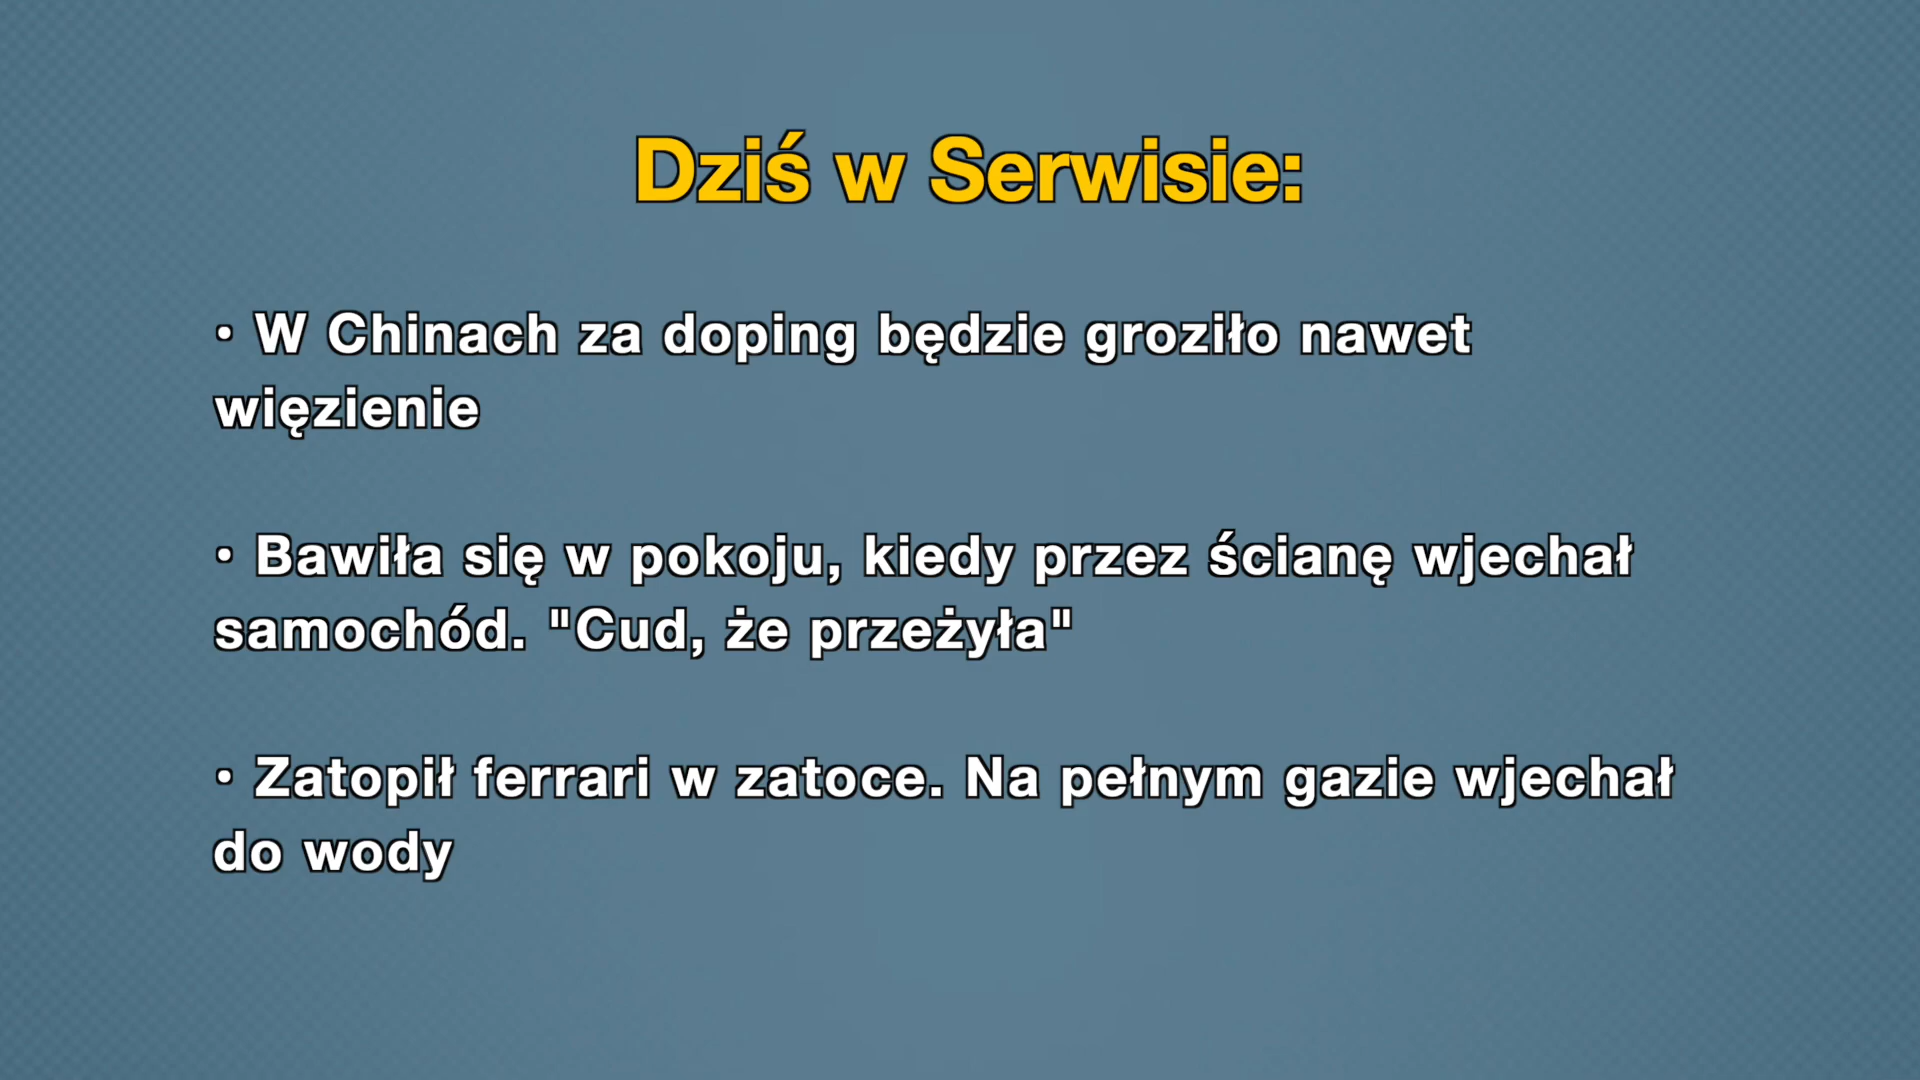 Dziś w Serwisie:
• W Chinach za doping będzie groziło nawet
więzienie
• Bawiła się w pokoju, kiedy przez ścianę wjechał
samochód. "Cud, że przeżyła"
• Zatopił ferrari w zatoce. Na pełnym gazie wjechał
do wody